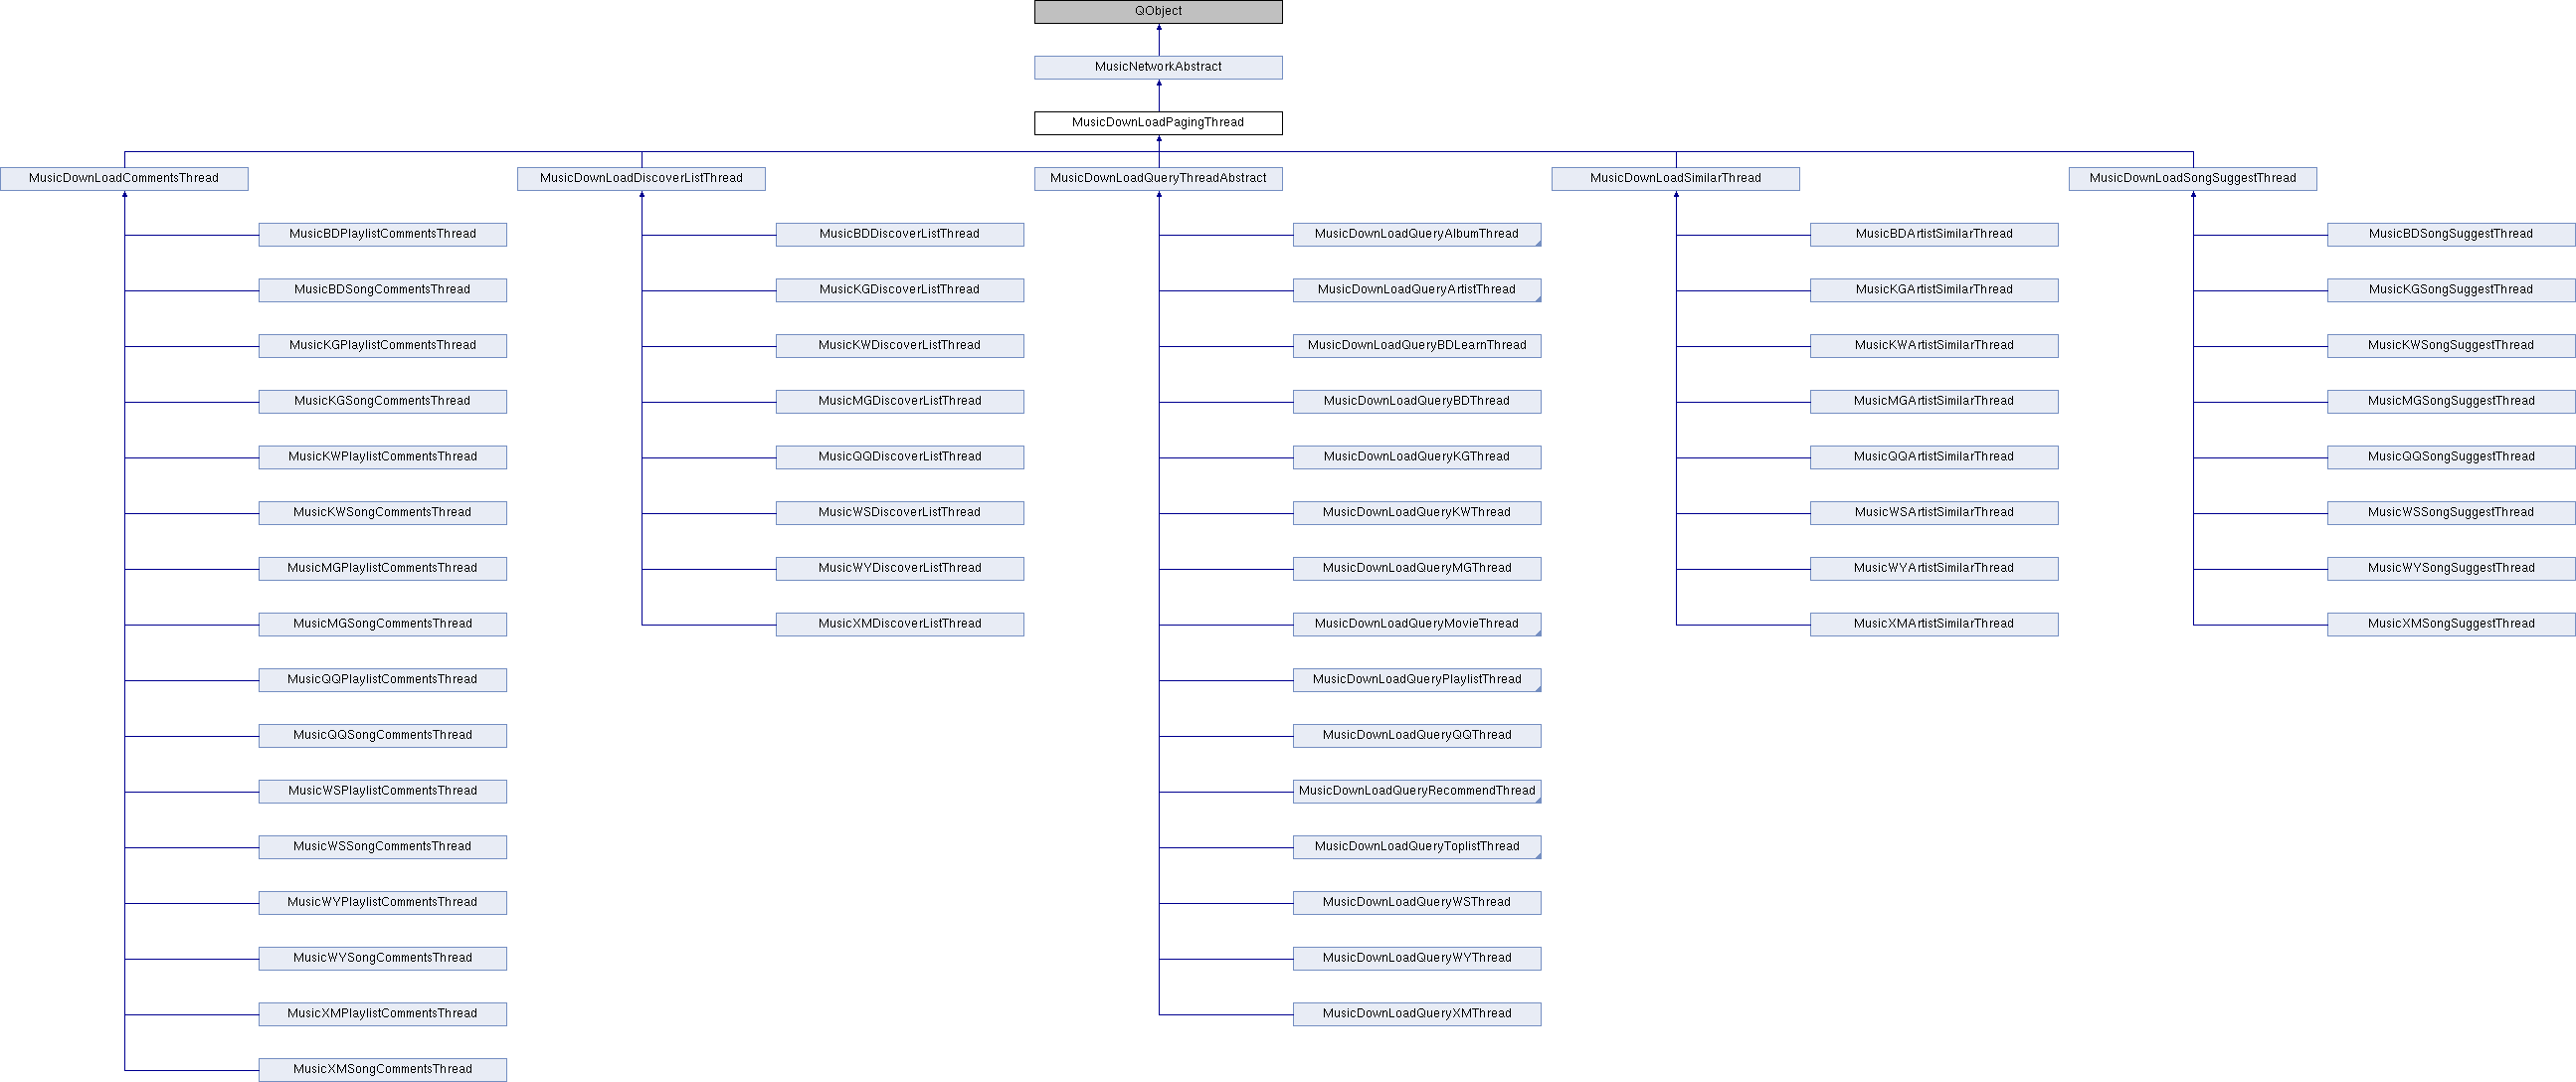 QObject
MusicNetworkAbstract
MusicDownLoadPagingThread
MusicDownLoadCommentsThread
MusicDownLoadDiscoverListThread
MusicDownLoadQueryThreadAbstract
MusicDownLoadSimilarThread
MusicDownLoadSongSuggestThread
MusicBDPlaylistCommentsThread
MusicBDDiscoverListThread
MusicDownLoadQueryAlbumThread
MusicBDArtistSimilarThread
MusicBDSongSuggestThread
MusicBDSongCommentsThread
MusicKGDiscoverListThread
MusicDownLoadQueryArtistThread
MusicKGArtistSimilarThread
MusicKGSongSuggestThread
MusicKGPlaylistCommentsThread
MusicKWDiscoverListThread
MusicDownLoadQueryBDLearnThread
MusicKWArtistSimilarThread
MusicKWSongSuggestThread
MusicKGSongCommentsThread
MusicMGDiscoverListThread
MusicDownLoadQueryBDThread
MusicMGArtistSimilarThread
MusicMGSongSuggestThread
MusicKWPlaylistCommentsThread
MusicQQDiscoverListThread
MusicDownLoadQueryKGThread
MusicQQArtistSimilarThread
MusicQQSongSuggestThread
MusicKWSongCommentsThread
MusicWSDiscoverListThread
MusicDownLoadQueryKWThread
MusicWSArtistSimilarThread
MusicWSSongSuggestThread
MusicMGPlaylistCommentsThread
MusicWYDiscoverListThread
MusicDownLoadQueryMGThread
MusicWYArtistSimilarThread
MusicWYSongSuggestThread
MusicMGSongCommentsThread
MusicXMDiscoverListThread
MusicDownLoadQueryMovieThread
MusicXMArtistSimilarThread
MusicXMSongSuggestThread
MusicQQPlaylistCommentsThread
MusicDownLoadQueryPlaylistThread
MusicQQSongCommentsThread
MusicDownLoadQueryQQThread
MusicWSPlaylistCommentsThread
MusicDownLoadQueryRecommendThread
MusicWSSongCommentsThread
MusicDownLoadQueryToplistThread
MusicWYPlaylistCommentsThread
MusicDownLoadQueryWSThread
MusicWYSongCommentsThread
MusicDownLoadQueryWYThread
MusicXMPlaylistCommentsThread
MusicDownLoadQueryXMThread
MusicXMSongCommentsThread